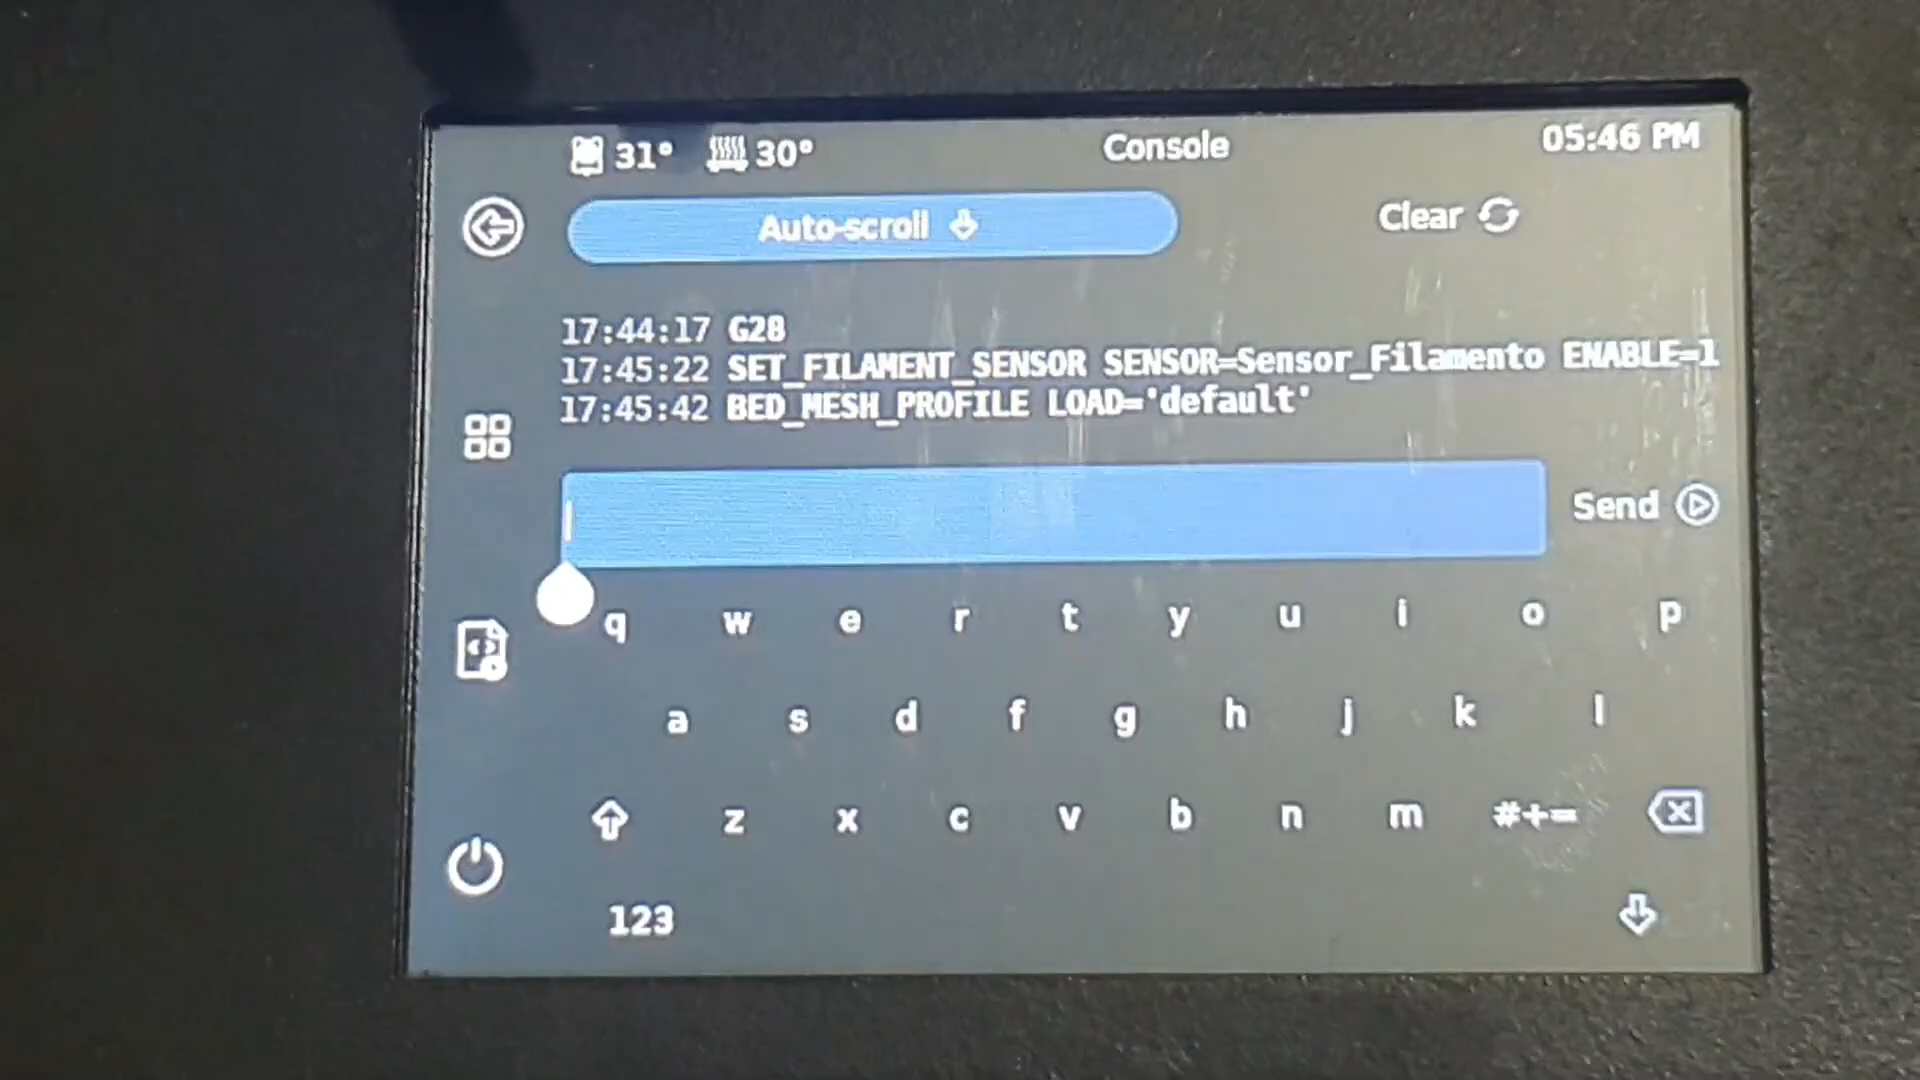 31° 30° Console 05:46 PM
Auto-scroll Clear
17:44:17 G28
17:45:22 SET_FILAMENT_SENSOR SENSOR=Sensor_Filamento ENABLE=1
17:45:42 BED_MESH_PROFILE LOAD='default'
Send
q w e r t y u i o p
a s d f g h j k l
z x c v b n m #+=
123